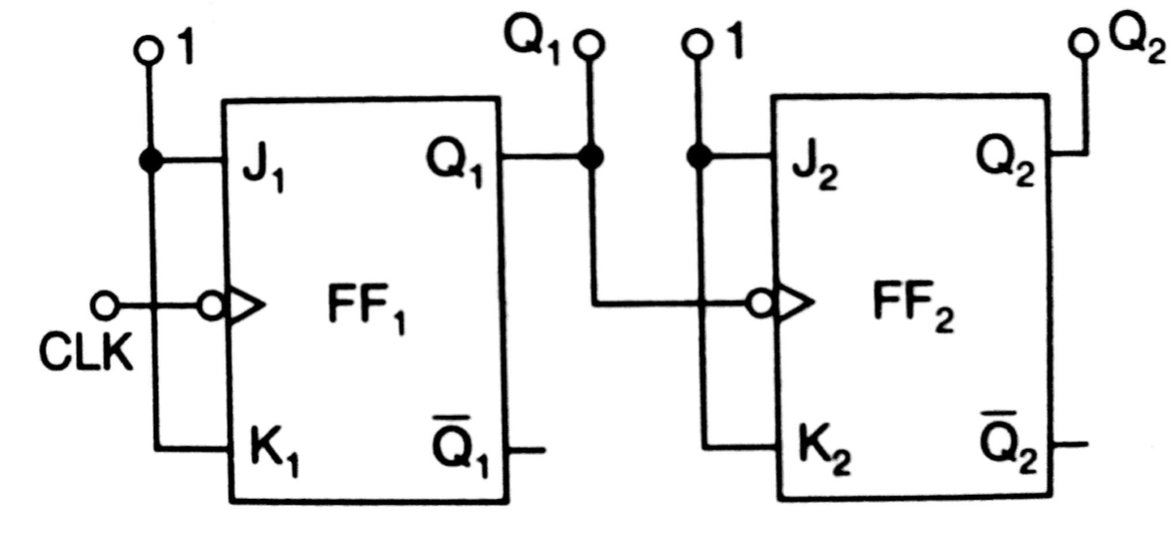 1
Q₁
1
Q₂
J₁
Q₁
J₂
Q₂
CLK
FF₁
FF₂
K₁
Q̅₁
K₂
Q̅₂